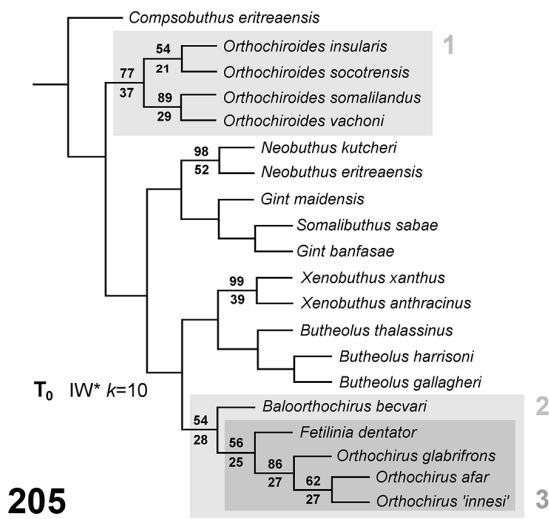 Compsobuthus eritreaensis
1
54
21
Orthochiroides insularis
Orthochiroides socotrensis
77
37
89
29
Orthochiroides somalilandus
Orthochiroides vachoni
98
52
Neobuthus kutcheri
Neobuthus eritreaensis
Gint maidensis
Somalibuthus sabae
Gint banfasae
99
39
Xenobuthus xanthus
Xenobuthus anthracinus
Butheolus thalassinus
Butheolus harrisoni
Butheolus gallagheri
T₀ IW* k=10
2
54
28
Baloorthochirus becvari
56
25
Fetilinia dentator
86
27
Orthochirus glabrifrons
62
27
Orthochirus afar
Orthochirus 'innesi'
3
205